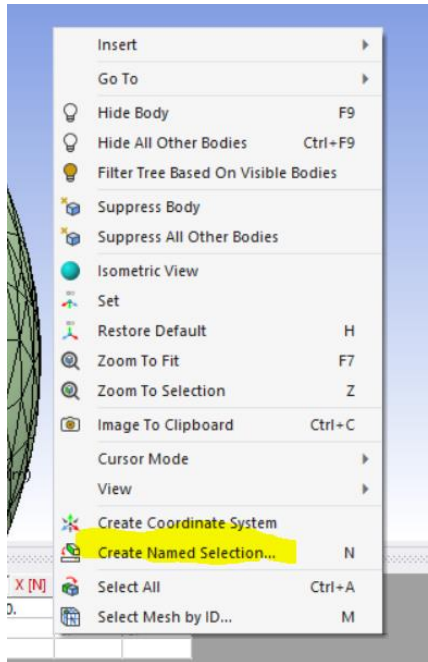 Insert
Go To
Hide Body F9
Hide All Other Bodies Ctrl+F9
Filter Tree Based On Visible Bodies
Suppress Body
Suppress All Other Bodies
Isometric View
Set
Restore Default H
Zoom To Fit F7
Zoom To Selection Z
Image To Clipboard Ctrl+C
Cursor Mode
View
Create Coordinate System
Create Named Selection... N
X [N] Select All Ctrl+A
0. Select Mesh by ID... M